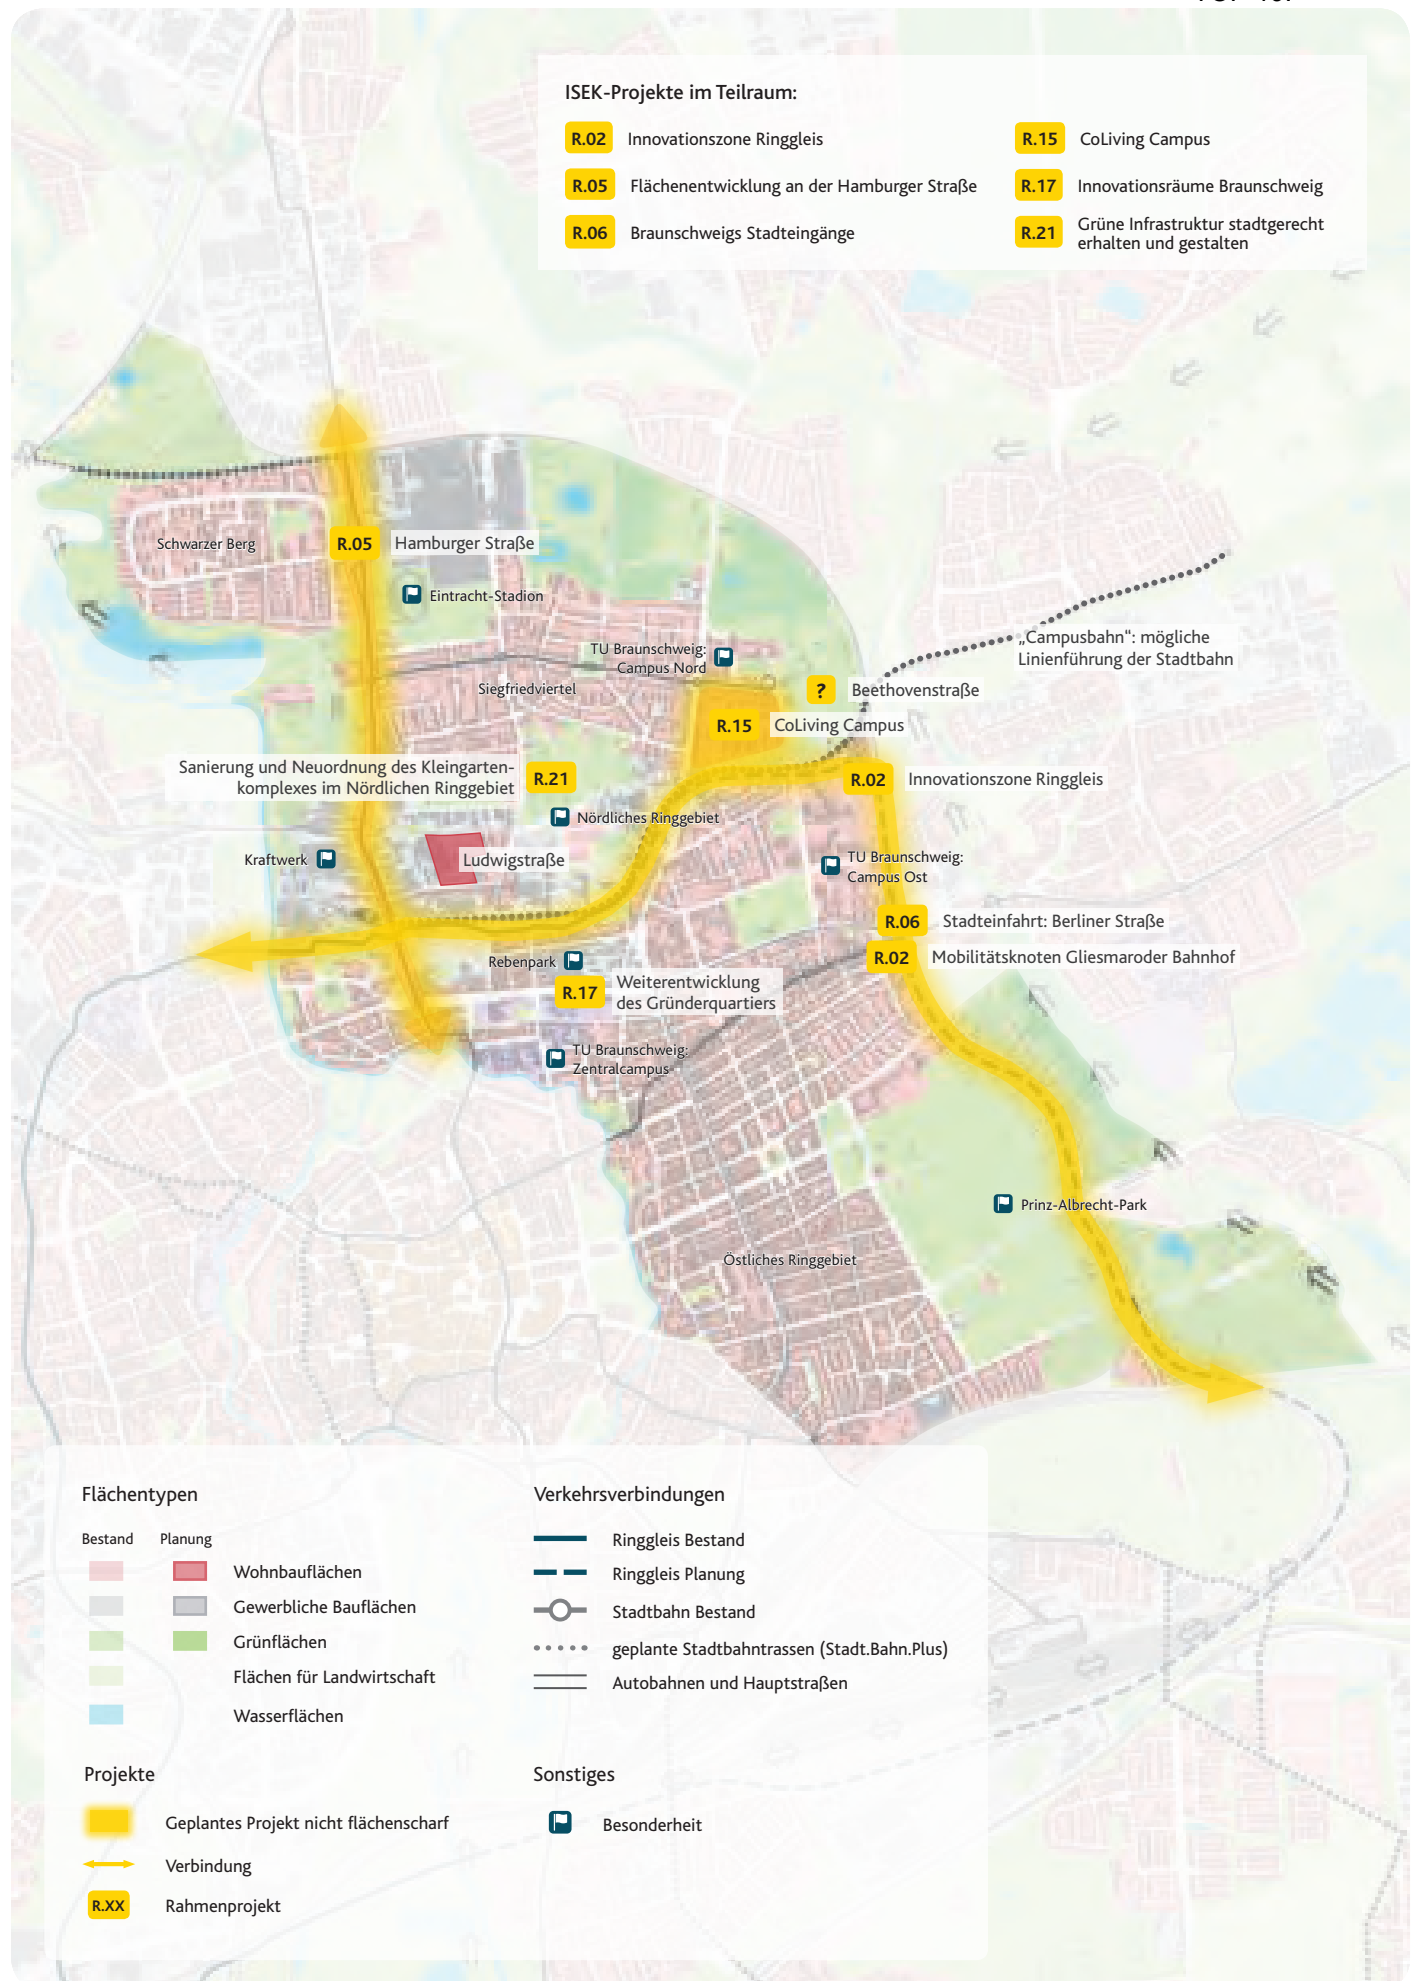 ISEK-Projekte im Teilraum:
R.02 Innovationszone Ringgleis
R.05 Flächenentwicklung an der Hamburger Straße
R.06 Braunschweigs Stadteingänge
R.15 CoLiving Campus
R.17 Innovationsräume Braunschweig
R.21 Grüne Infrastruktur stadtgerecht
erhalten und gestalten
Schwarzer Berg
R.05 Hamburger Straße
Eintracht-Stadion
„Campusbahn“: mögliche
Linienführung der Stadtbahn
TU Braunschweig:
Campus Nord
Siegfriedviertel
? Beethovenstraße
R.15 CoLiving Campus
Sanierung und Neuordnung des Kleingarten-
komplexes im Nördlichen Ringgebiet
R.21
R.02 Innovationszone Ringgleis
Nördliches Ringgebiet
Kraftwerk
Ludwigstraße
TU Braunschweig:
Campus Ost
R.06 Stadteinfahrt: Berliner Straße
R.02 Mobilitätsknoten Gliesmaroder Bahnhof
Rebenpark
R.17 Weiterentwicklung
des Gründerquartiers
TU Braunschweig:
Zentralcampus
Prinz-Albrecht-Park
Östliches Ringgebiet
Flächentypen
Bestand Planung
Wohnbauflächen
Gewerbliche Bauflächen
Grünflächen
Flächen für Landwirtschaft
Wasserflächen
Verkehrsverbindungen
Ringgleis Bestand
Ringgleis Planung
Stadtbahn Bestand
geplante Stadtbahntrassen (Stadt.Bahn.Plus)
Autobahnen und Hauptstraßen
Projekte
Geplantes Projekt nicht flächenscharf
Verbindung
R.XX Rahmenprojekt
Sonstiges
Besonderheit